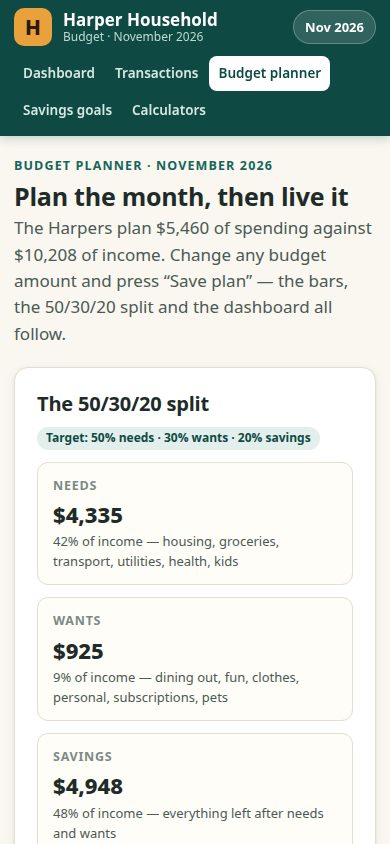 H
Harper Household
Budget · November 2026
Nov 2026
Dashboard
Transactions
Budget planner
Savings goals
Calculators
BUDGET PLANNER · NOVEMBER 2026
Plan the month, then live it
The Harpers plan $5,460 of spending against
$10,208 of income. Change any budget
amount and press “Save plan” — the bars,
the 50/30/20 split and the dashboard all
follow.
The 50/30/20 split
Target: 50% needs · 30% wants · 20% savings
NEEDS
$4,335
42% of income — housing, groceries,
transport, utilities, health, kids
WANTS
$925
9% of income — dining out, fun, clothes,
personal, subscriptions, pets
SAVINGS
$4,948
48% of income — everything left after needs
and wants